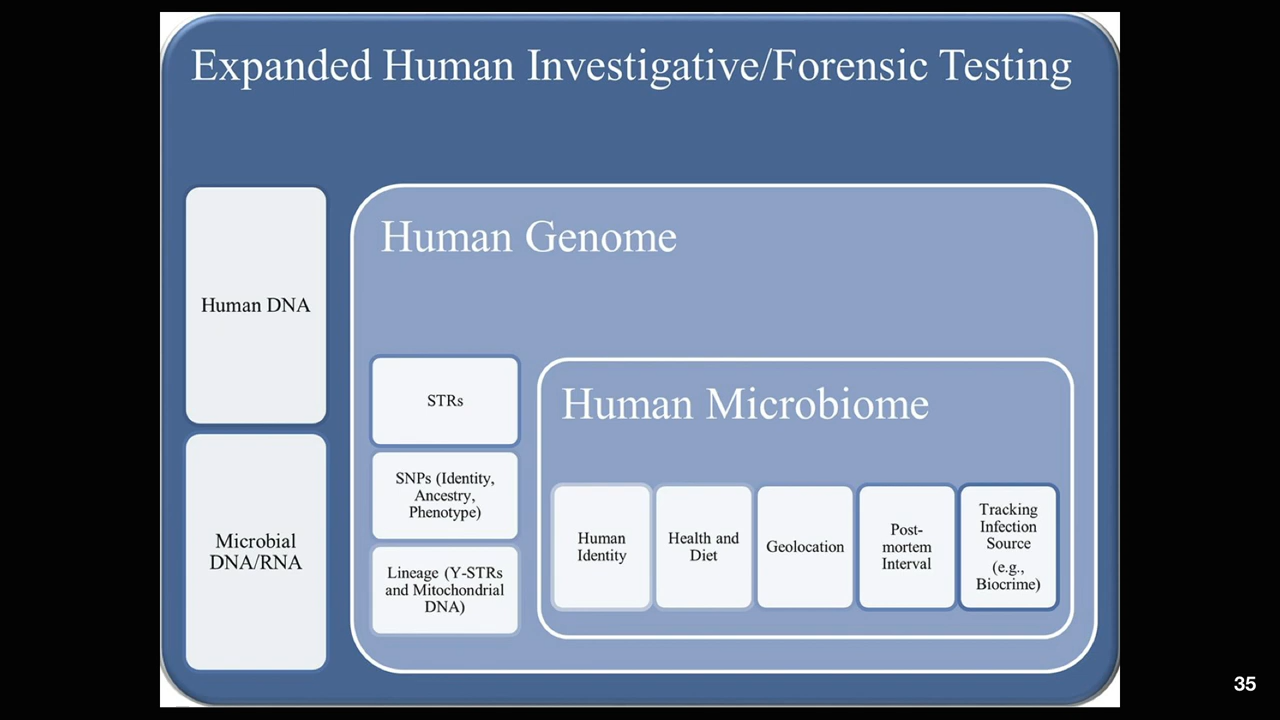 Expanded Human Investigative/Forensic Testing
Human DNA
Microbial
DNA/RNA
Human Genome
STRs
SNPs (Identity,
Ancestry,
Phenotype)
Lineage (Y-STRs
and Mitochondrial
DNA)
Human Microbiome
Human
Identity
Health and
Diet
Geolocation
Post-
mortem
Interval
Tracking
Infection
Source
(e.g.,
Biocrime)
35